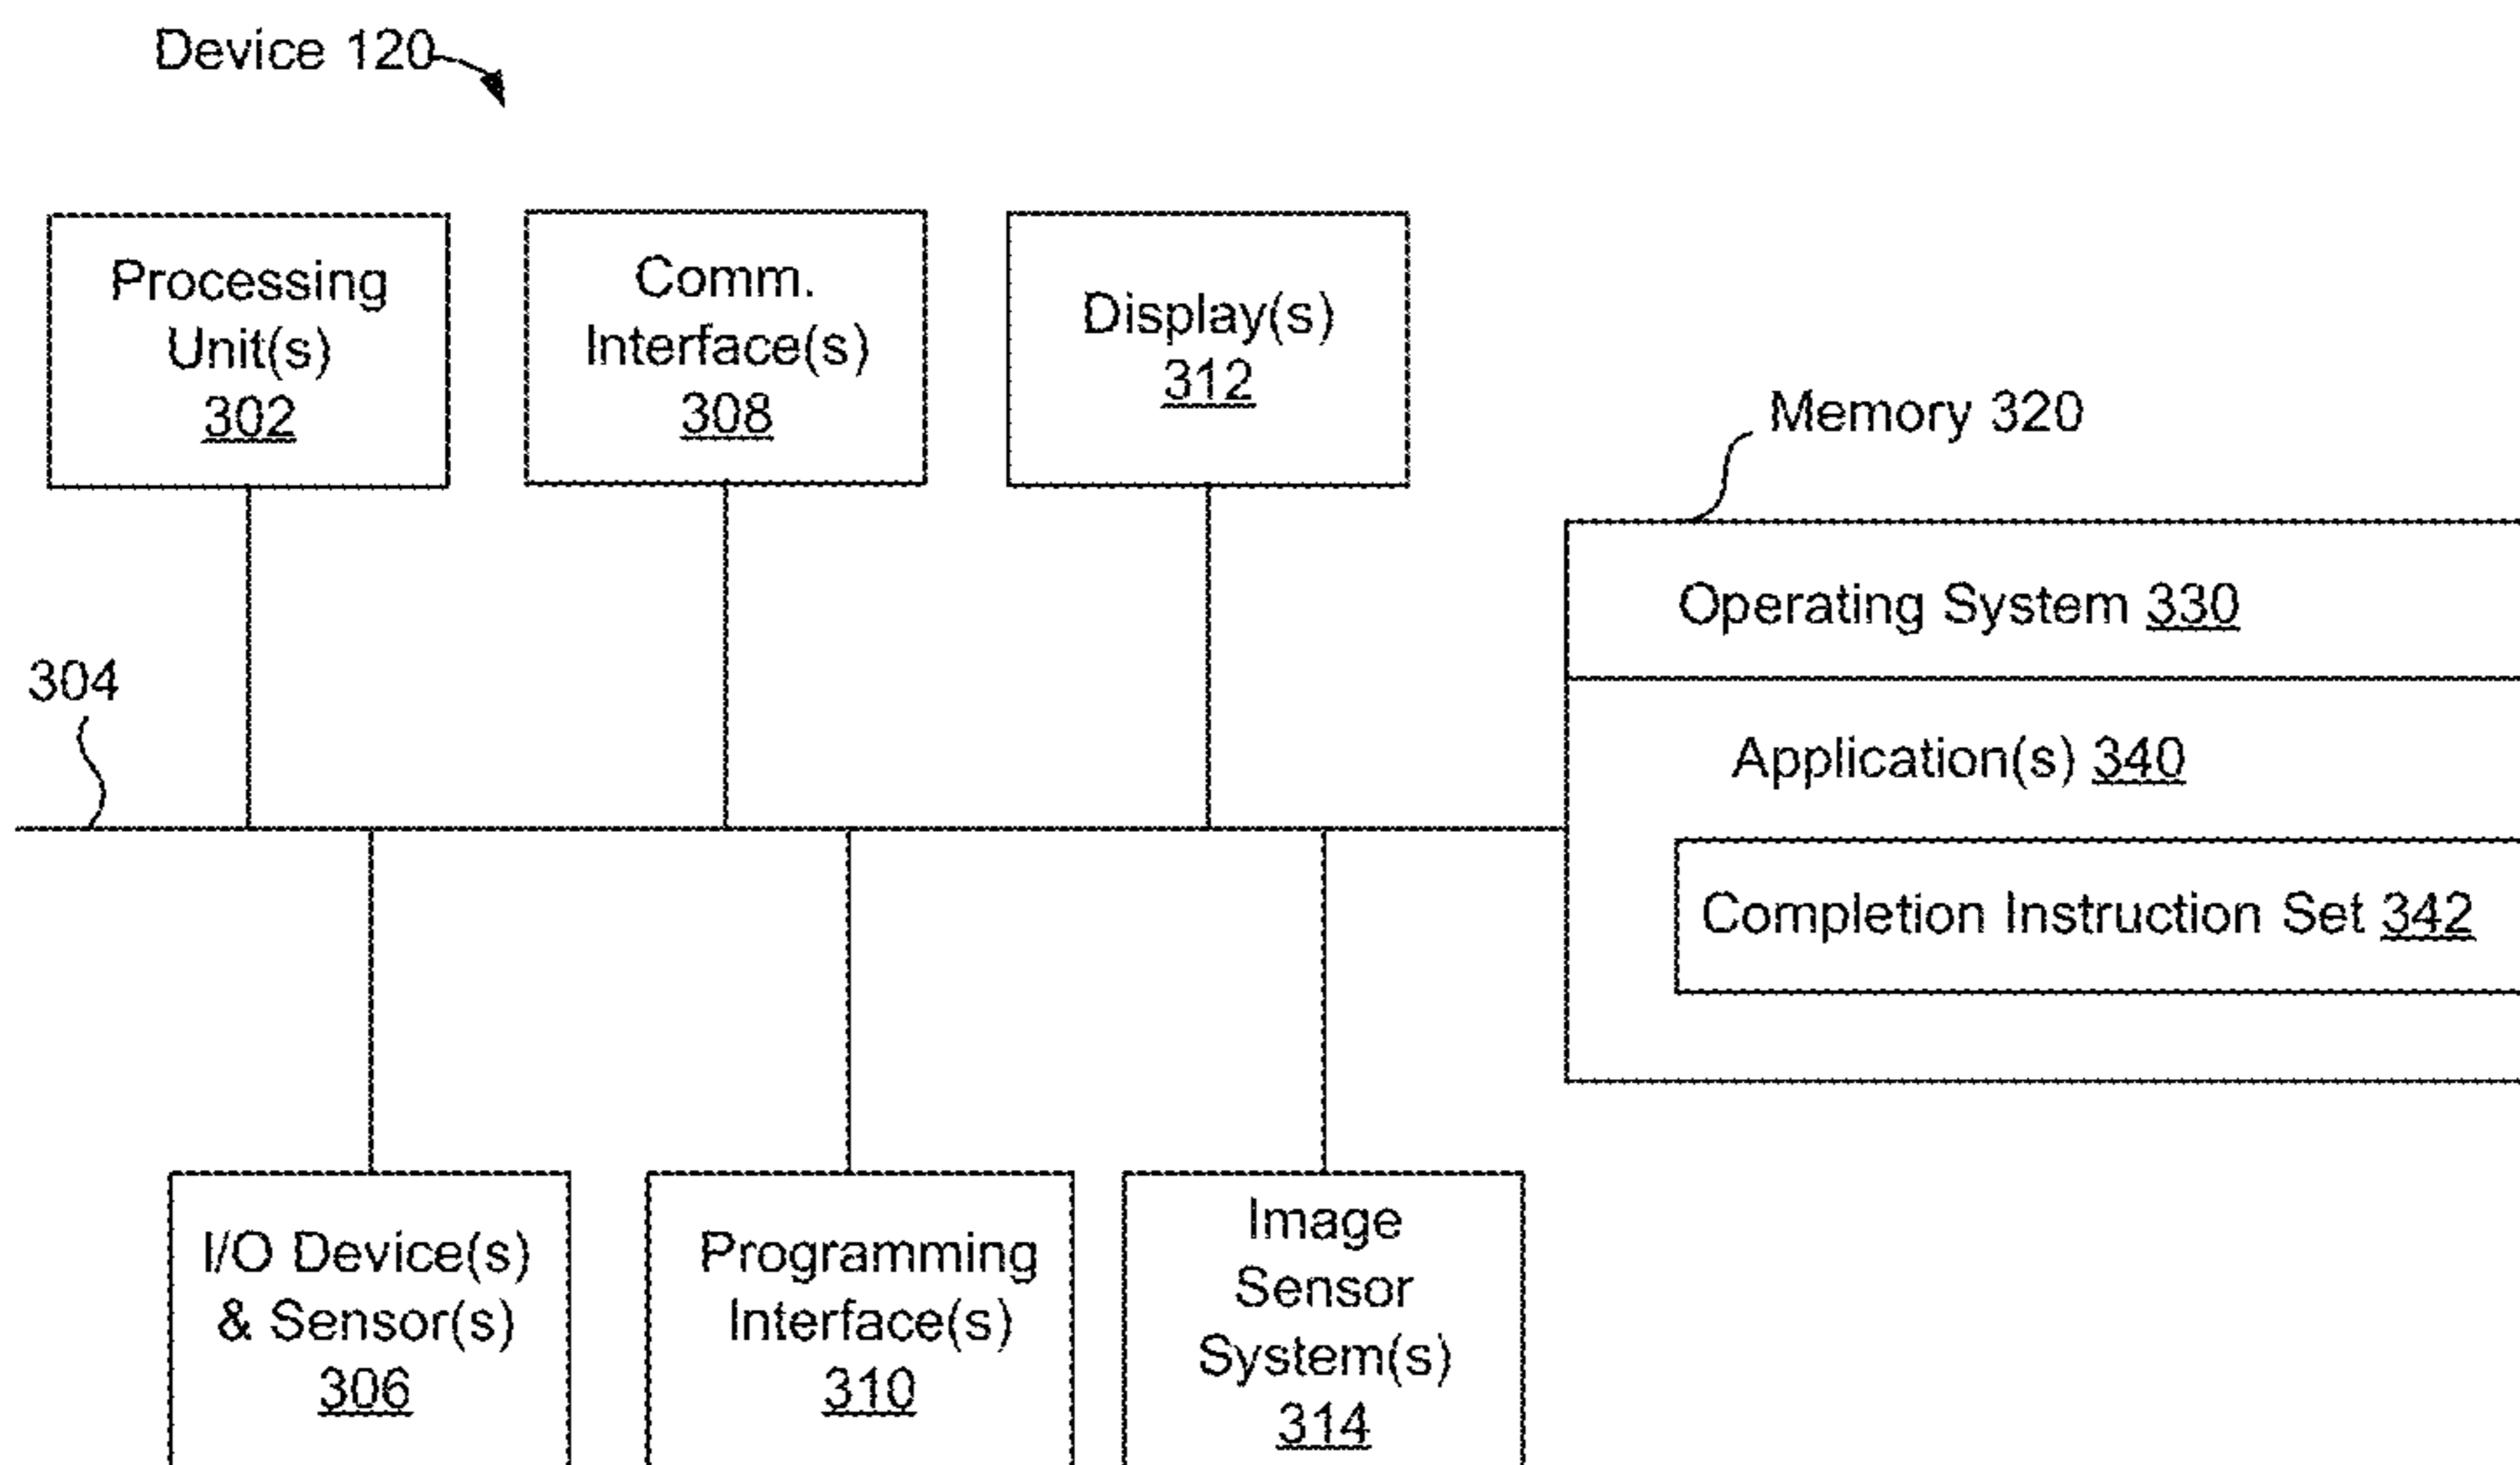 Device 120
Processing
Unit(s)
302
Comm.
Interface(s)
308
Display(s)
312
Memory 320
Operating System 330
Application(s) 340
Completion Instruction Set 342
304
I/O Device(s)
& Sensor(s)
306
Programming
Interface(s)
310
Image
Sensor
System(s)
314